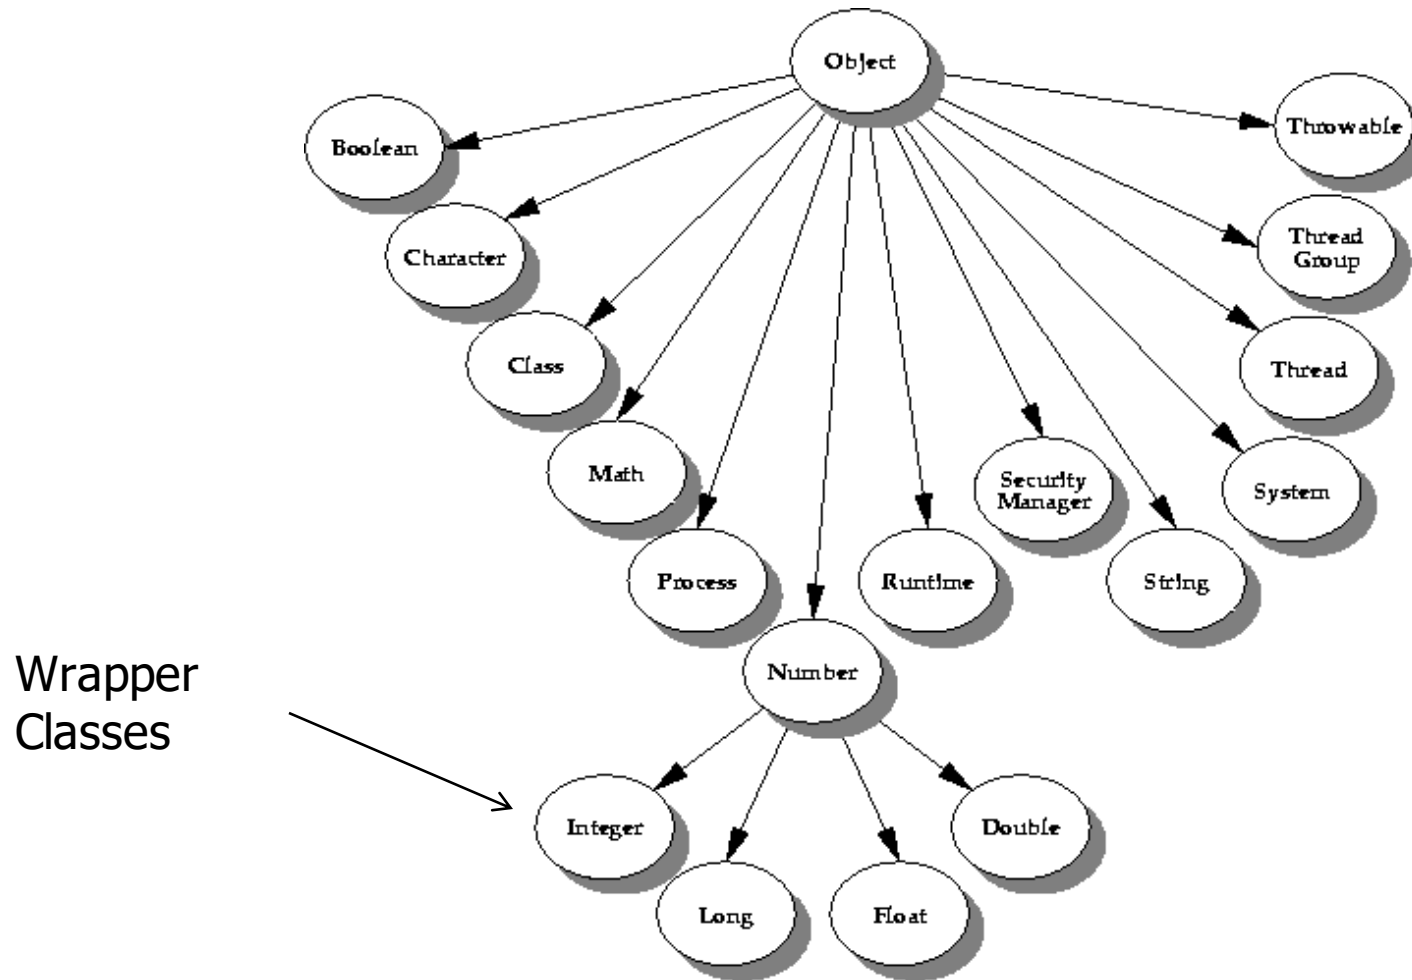 Object
Boolean
Throwable
Character
Thread
Group
Class
Thread
Math
Security
Manager
System
Process
Runtime
String
Number
Wrapper
Classes
Integer
Double
Long
Float